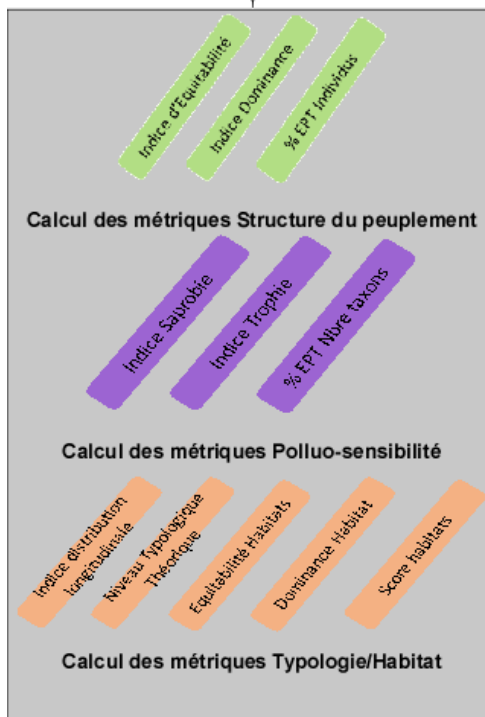 Indice d'Equitabilité
Indice Dominance
% EPT Individus
Calcul des métriques Structure du peuplement
Indice Saprobie
Indice Trophie
% EPT Nbre taxons
Calcul des métriques Polluo-sensibilité
Indice distribution
longitudinale
Niveau Typologique
Théorique
Equitabilité Habitats
Dominance Habitat
Score habitats
Calcul des métriques Typologie/Habitat